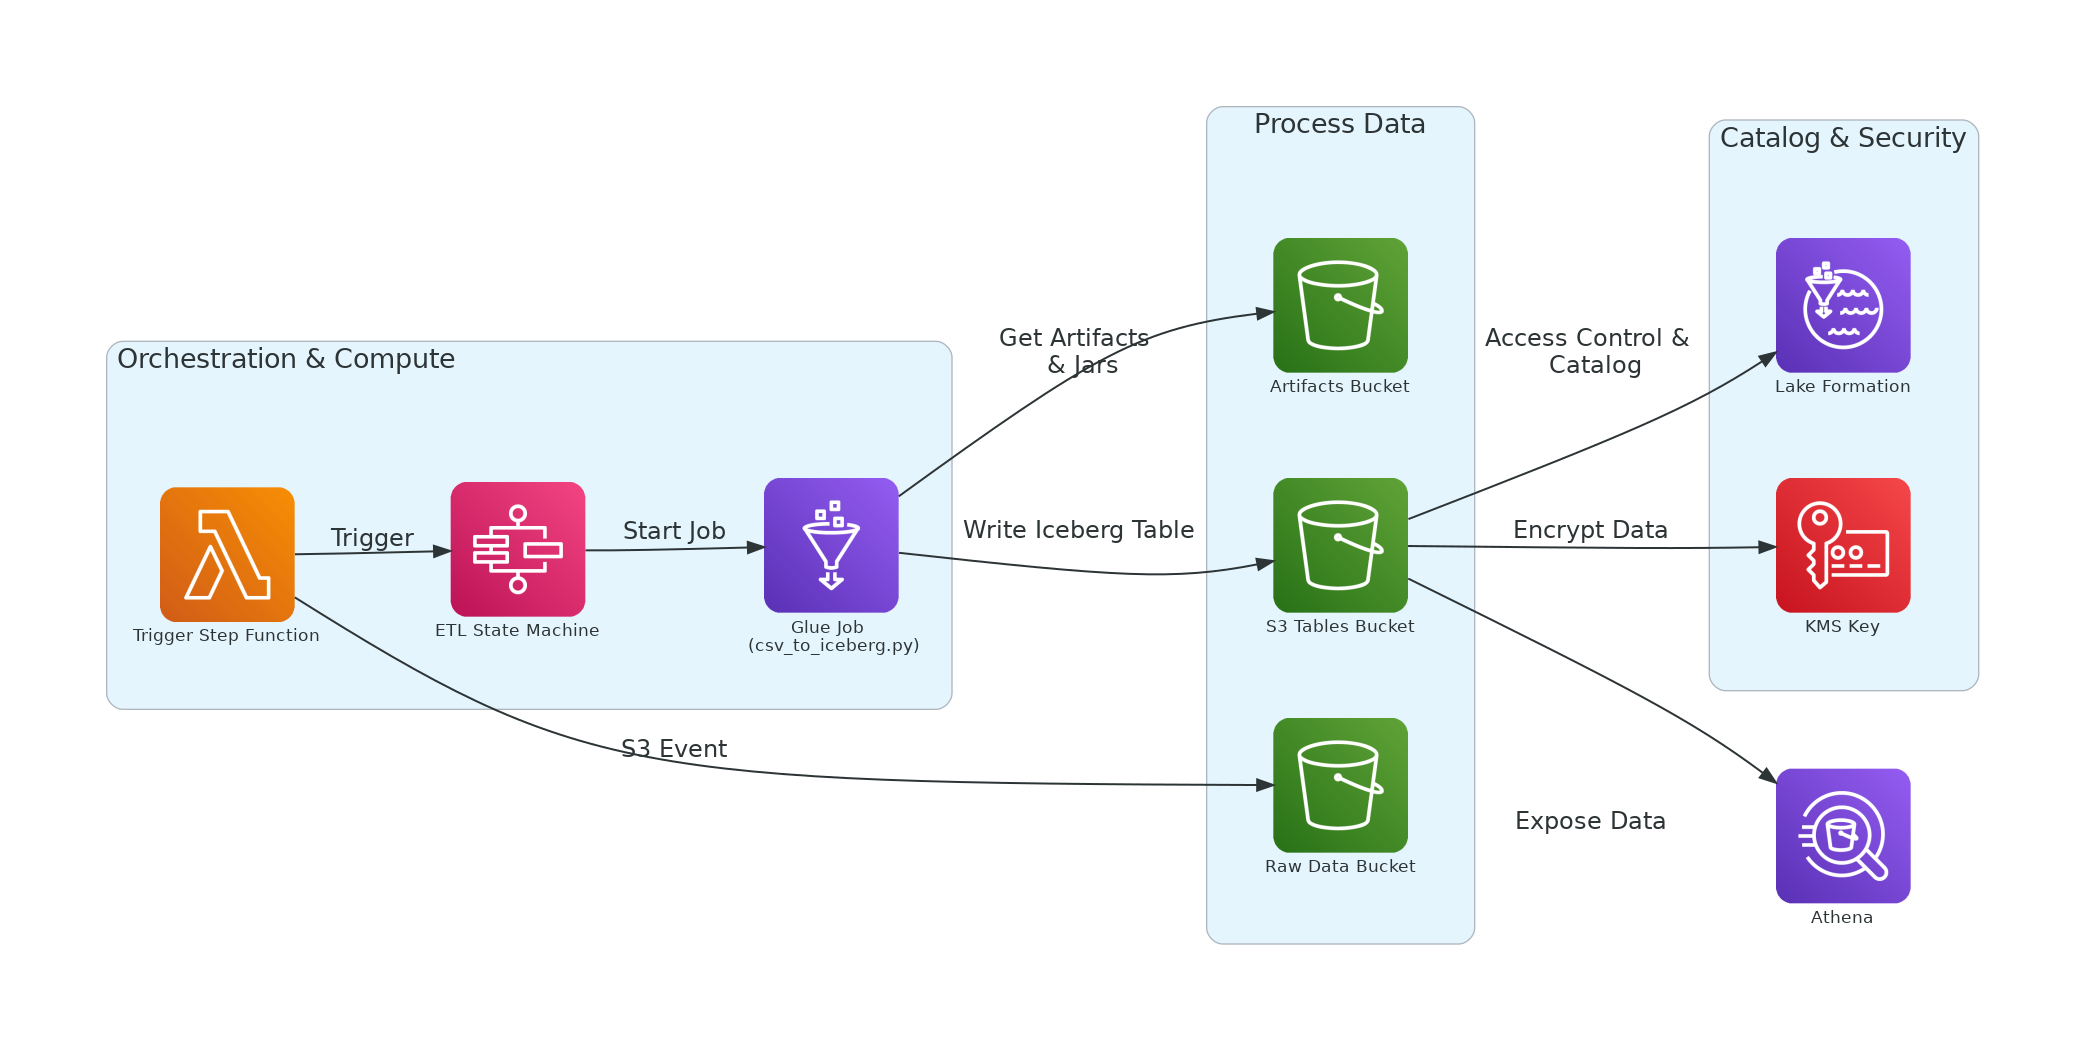 Process Data
Catalog & Security
Orchestration & Compute
Get Artifacts
& Jars
Access Control &
Catalog
Artifacts Bucket
Lake Formation
Trigger
Start Job
Write Iceberg Table
Encrypt Data
Trigger Step Function
ETL State Machine
Glue Job
(csv_to_iceberg.py)
S3 Tables Bucket
KMS Key
S3 Event
Expose Data
Raw Data Bucket
Athena